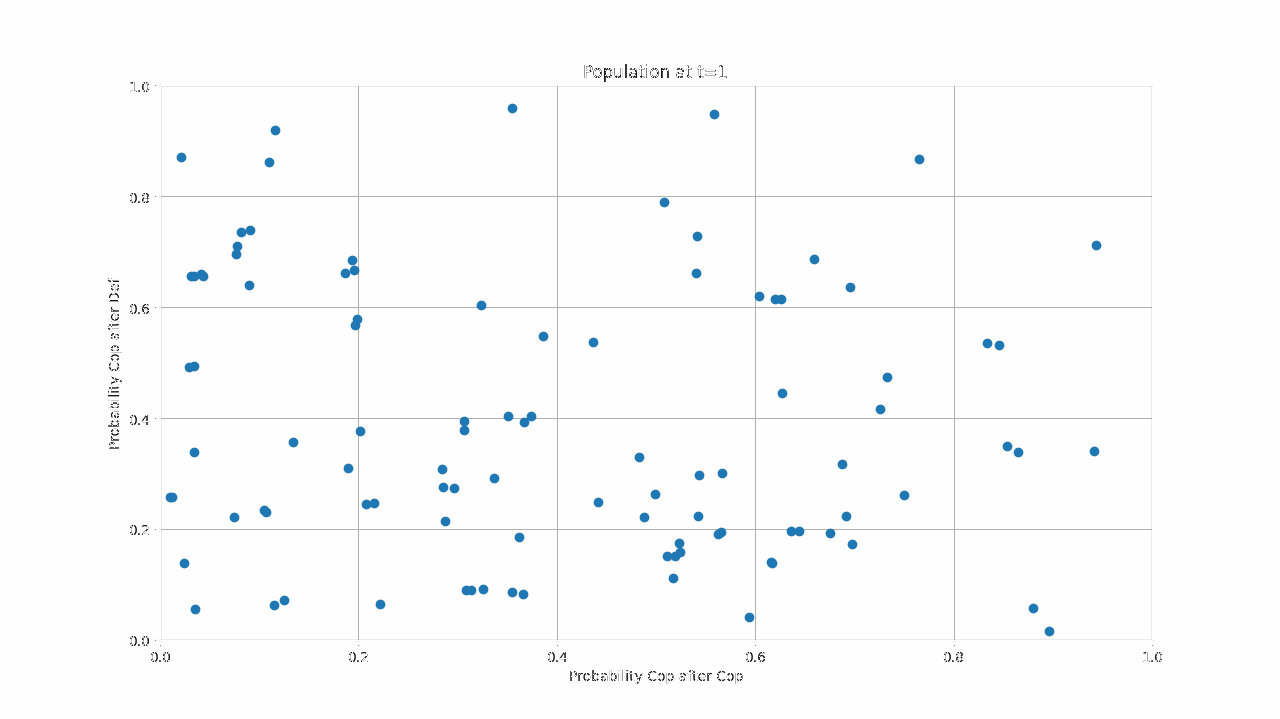 Population at t=1
1.0
0.8
0.6
0.4
0.2
0.0
Probability Cop after Def
0.0 0.2 0.4 0.6 0.8 1.0
Probability Cop after Cop